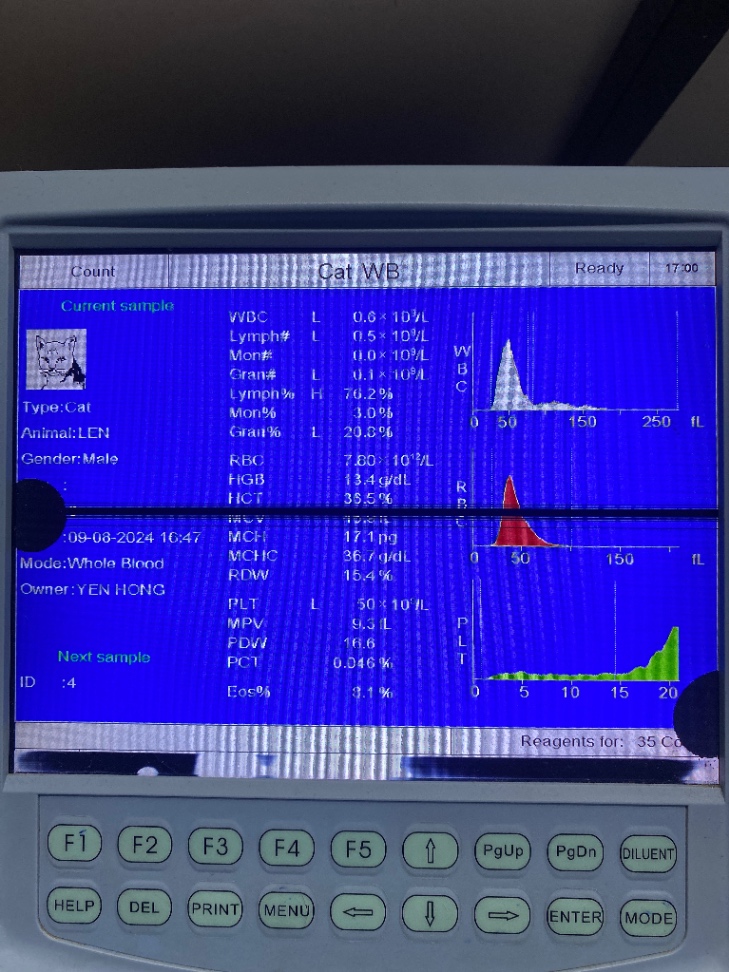 Count Cat WB Ready 17:00
Current sample
Type:Cat
Animal:LEN
Gender:Male
:
:09-08-2024 16:47
Mode:Whole Blood
Owner:YEN HONG
Next sample
ID :4
WBC L 0.6 × 10⁹/L
Lymph# L 0.5 × 10⁹/L
Mon# 0.0 × 10⁹/L
Gran# L 0.1 × 10⁹/L
Lymph% H 76.2 %
Mon% 3.0 %
Gran% L 20.8 %
RBC 7.80 × 10¹²/L
HGB 13.4 g/dL
HCT 36.5 %
MCV
MCH 17.1 pg
MCHC 36.7 g/dL
RDW 15.4 %
PLT L 50 × 10⁹/L
MPV 9.3 fL
PDW 16.6
PCT 0.046 %
Eos% 3.1 %
WBC
0 50 150 250 fL
RBC
0 50 150 fL
PLT
0 5 10 15 20
Reagents for: 35 Co
F1 F2 F3 F4 F5 ⇧ PgUp PgDn DILUENT
HELP DEL PRINT MENU ⇦ ⇩ ⇨ ENTER MODE